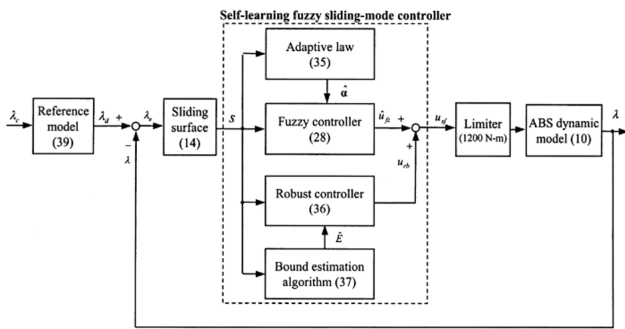 Self-learning fuzzy sliding-mode controller
Adaptive law
(35)
α̂
λc
Reference
model
(39)
λd +
λe
−
λ
Sliding
surface
(14)
S
Fuzzy controller
(28)
ûfz +
+
urb
usf
Limiter
(1200 N-m)
ABS dynamic
model (10)
λ
Robust controller
(36)
Ê
Bound estimation
algorithm (37)